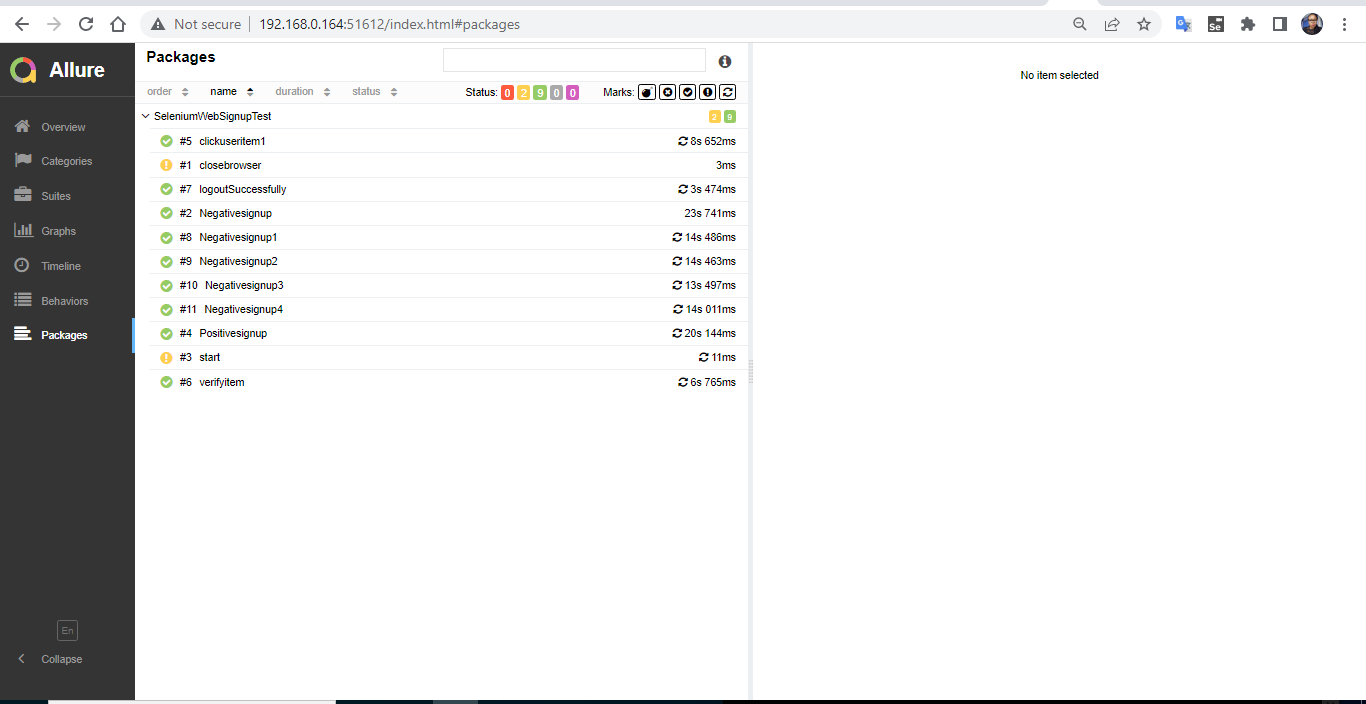 Not secure 192.168.0.164:51612/index.html#packages
Se
Allure
Overview
Categories
Suites
Graphs
Timeline
Behaviors
Packages
En
Collapse
Packages
order name duration status Status: 0 2 9 0 0 Marks:
SeleniumWebSignupTest 2 9
#5 clickuseritem1 8s 652ms
#1 closebrowser 3ms
#7 logoutSuccessfully 3s 474ms
#2 Negativesignup 23s 741ms
#8 Negativesignup1 14s 486ms
#9 Negativesignup2 14s 463ms
#10 Negativesignup3 13s 497ms
#11 Negativesignup4 14s 011ms
#4 Positivesignup 20s 144ms
#3 start 11ms
#6 verifyitem 6s 765ms
No item selected